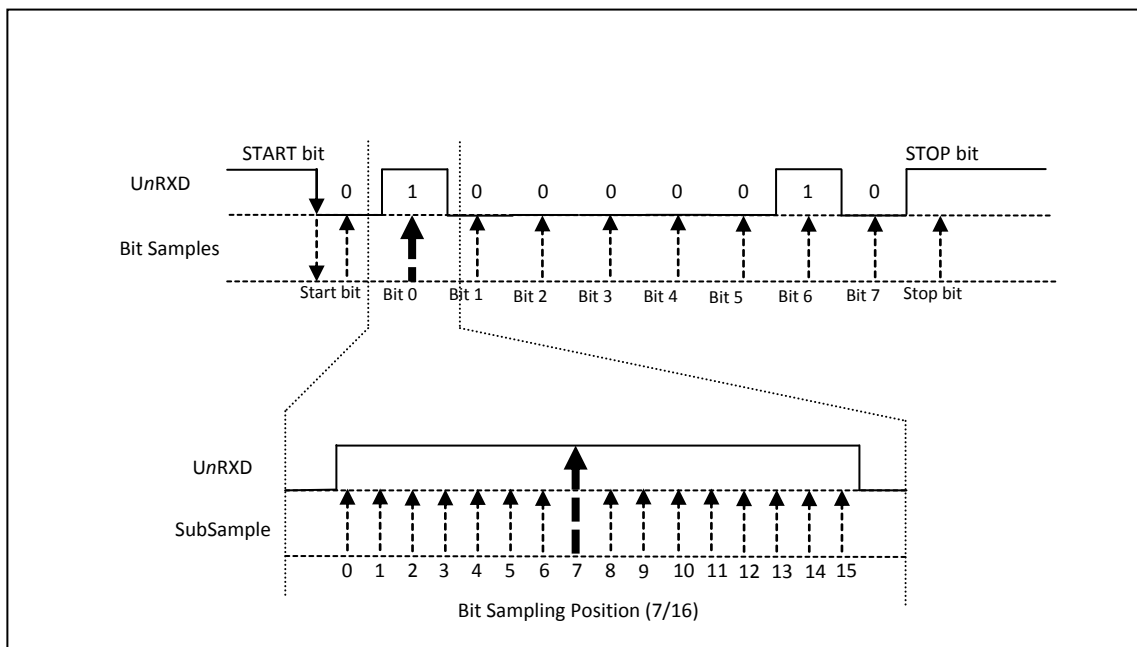 START bit
STOP bit
UnRXD
0 1 0 0 0 0 0 1 0
Bit Samples
Start bit Bit 0 Bit 1 Bit 2 Bit 3 Bit 4 Bit 5 Bit 6 Bit 7 Stop bit
UnRXD
SubSample
0 1 2 3 4 5 6 7 8 9 10 11 12 13 14 15
Bit Sampling Position (7/16)